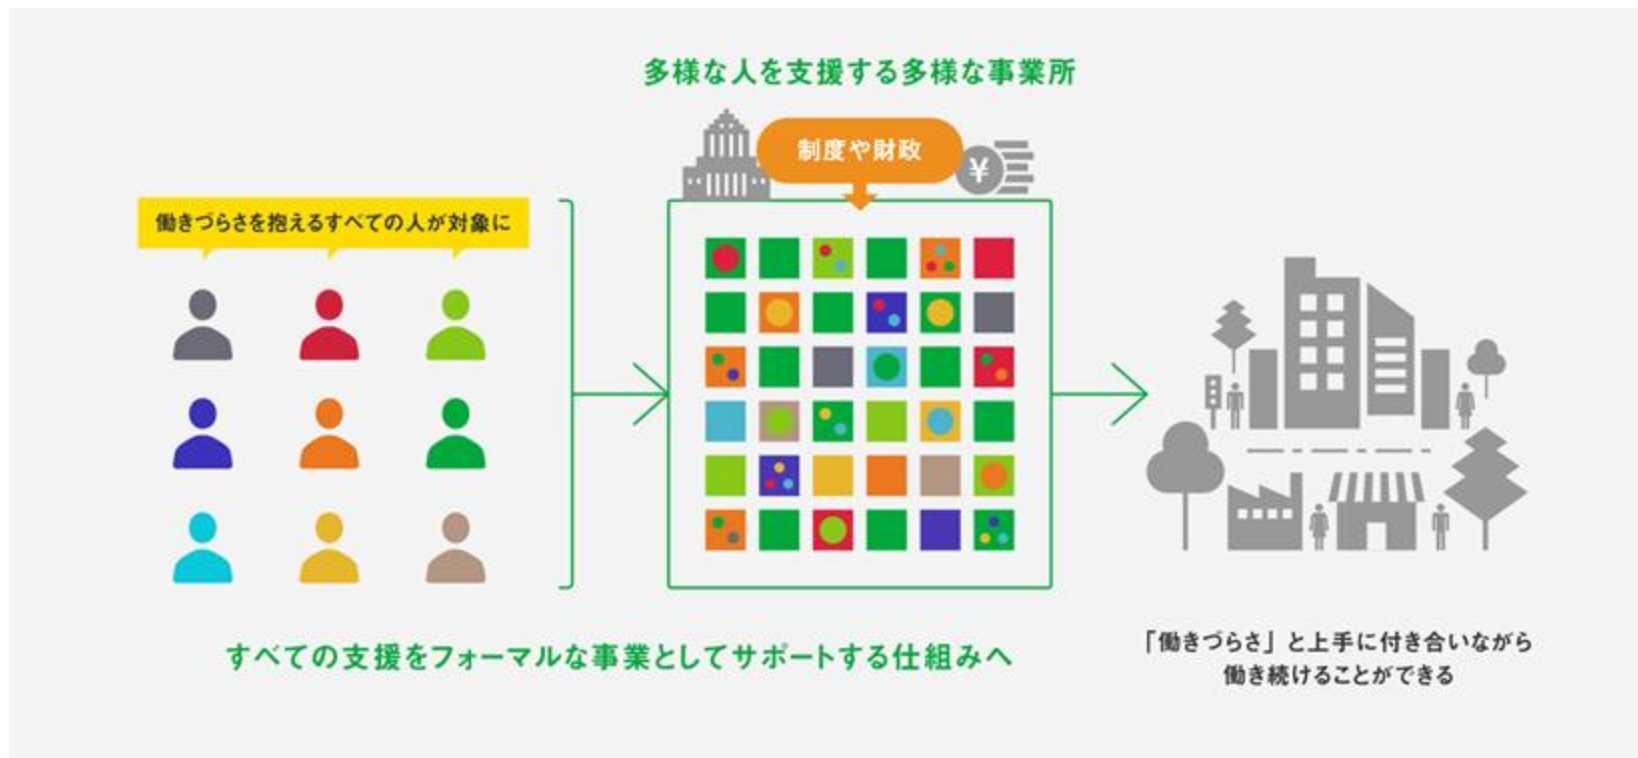 多様な人を支援する多様な事業所
制度や財政
¥
働きづらさを抱えるすべての人が対象に
すべての支援をフォーマルな事業としてサポートする仕組みへ
「働きづらさ」と上手に付き合いながら
働き続けることができる